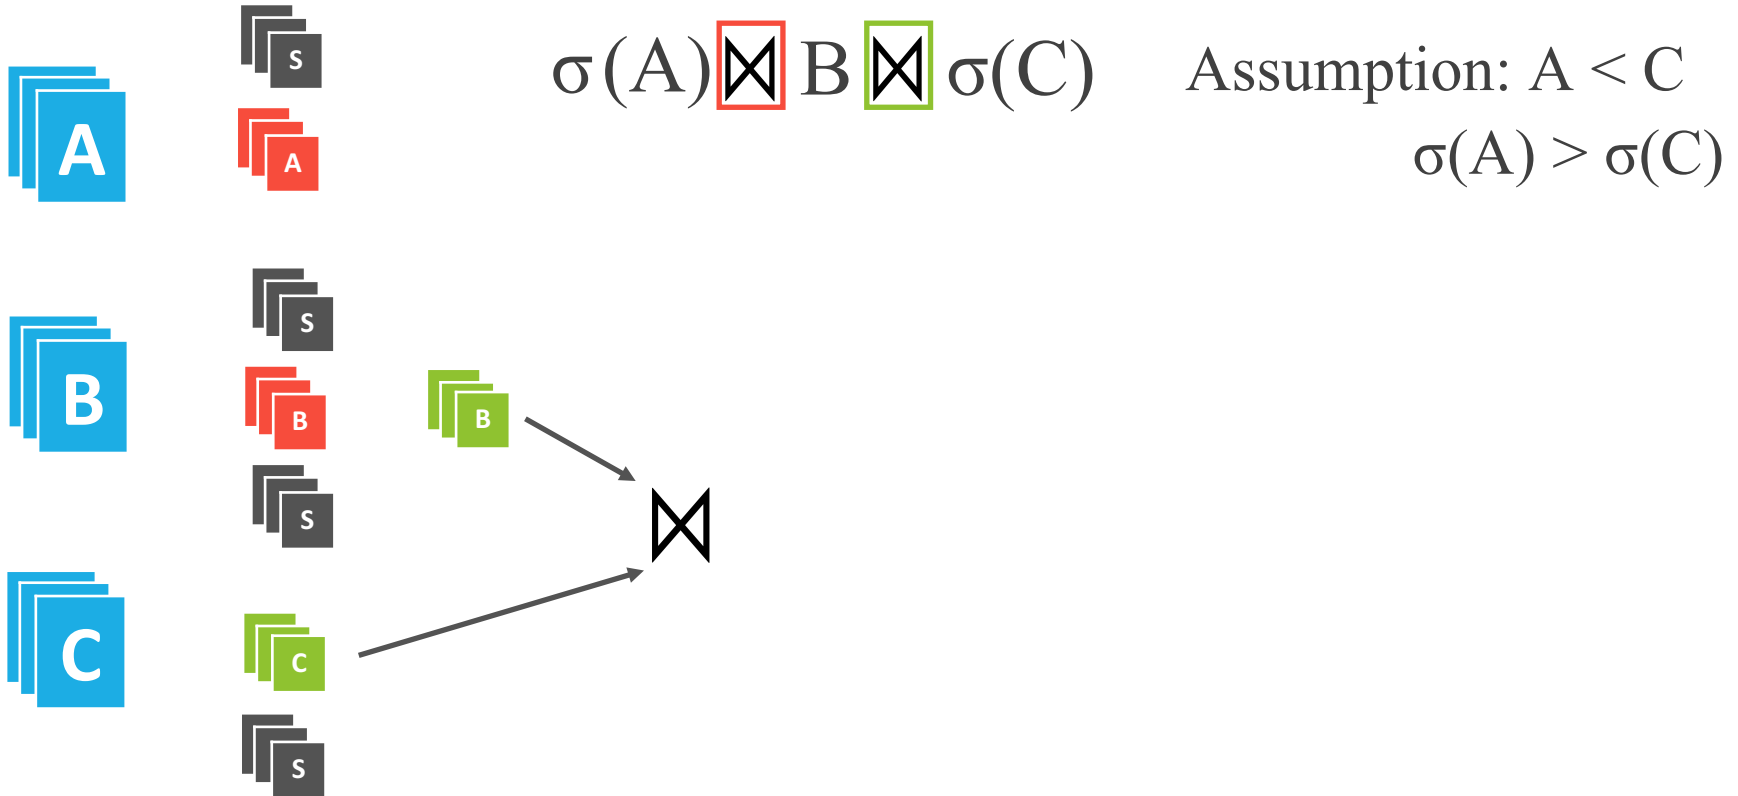 S
σ(A) ⋈ B ⋈ σ(C)
Assumption: A < C
σ(A) > σ(C)
A
A
S
B
B
B
S
C
C
S
⋈